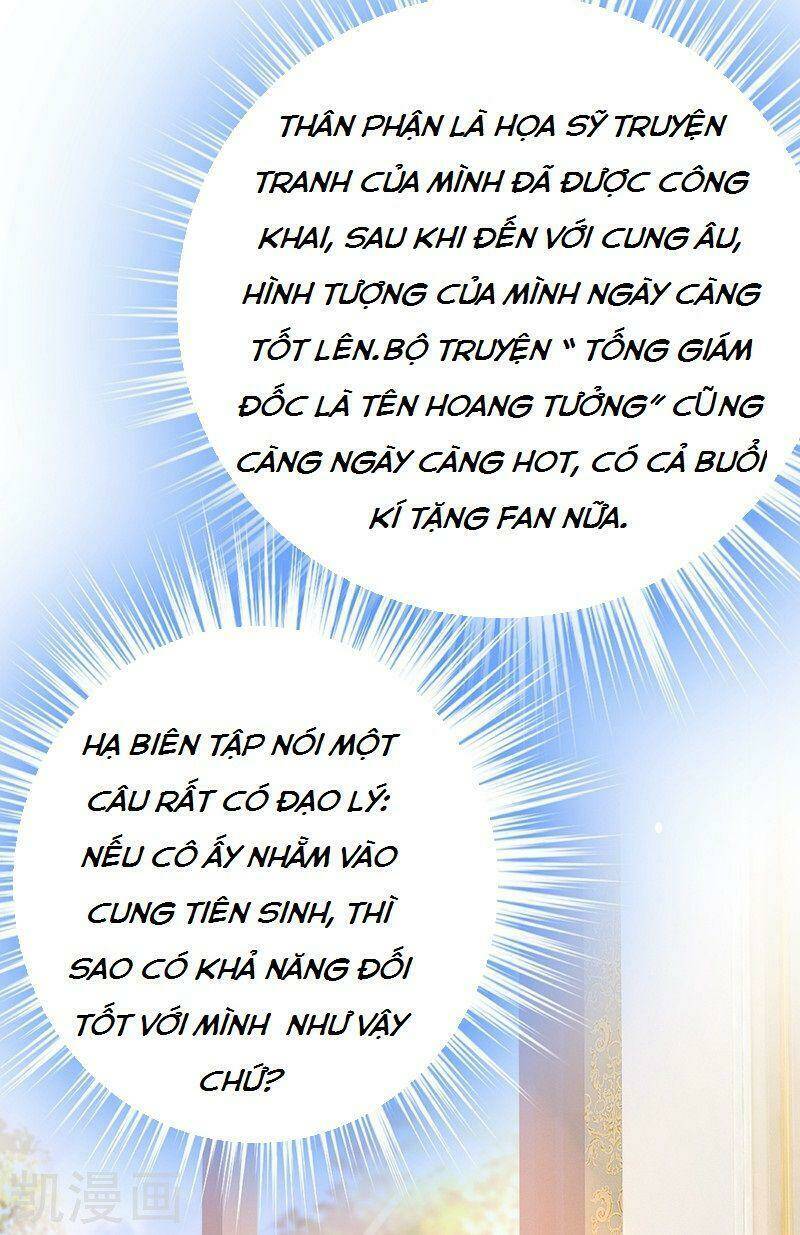 THÂN PHẬN LÀ HỌA SỸ TRUYỆN
TRANH CỦA MÌNH ĐÃ ĐƯỢC CÔNG
KHAI, SAU KHI ĐẾN VỚI CUNG ÂU,
HÌNH TƯỢNG CỦA MÌNH NGÀY CÀNG
TỐT LÊN.BỘ TRUYỆN “ TỔNG GIÁM
ĐỐC LÀ TÊN HOANG TƯỞNG” CŨNG
CÀNG NGÀY CÀNG HOT, CÓ CẢ BUỔI
KÍ TẶNG FAN NỮA.
HẠ BIÊN TẬP NÓI MỘT
CÂU RẤT CÓ ĐẠO LÝ:
NẾU CÔ ẤY NHẰM VÀO
CUNG TIÊN SINH, THÌ
SAO CÓ KHẢ NĂNG ĐỐI
TỐT VỚI MÌNH NHƯ VẬY
CHỨ?
凯漫画